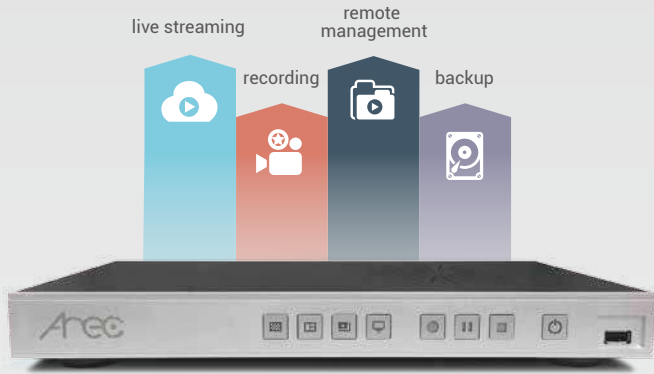 live streaming
remote
management
recording
backup
Arec